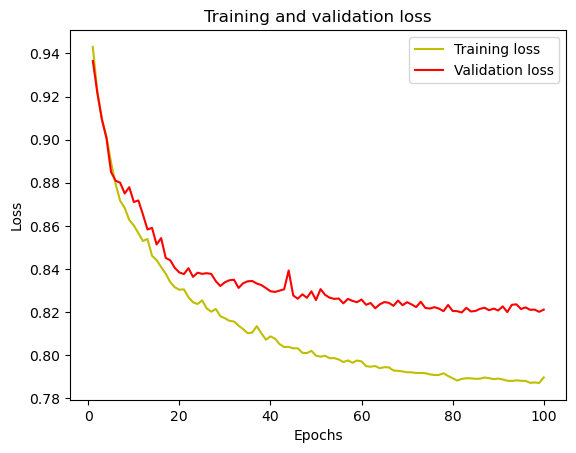 Training and validation loss
Training loss
Validation loss
0.94
0.92
0.90
0.88
0.86
0.84
0.82
0.80
0.78
Loss
0 20 40 60 80 100
Epochs